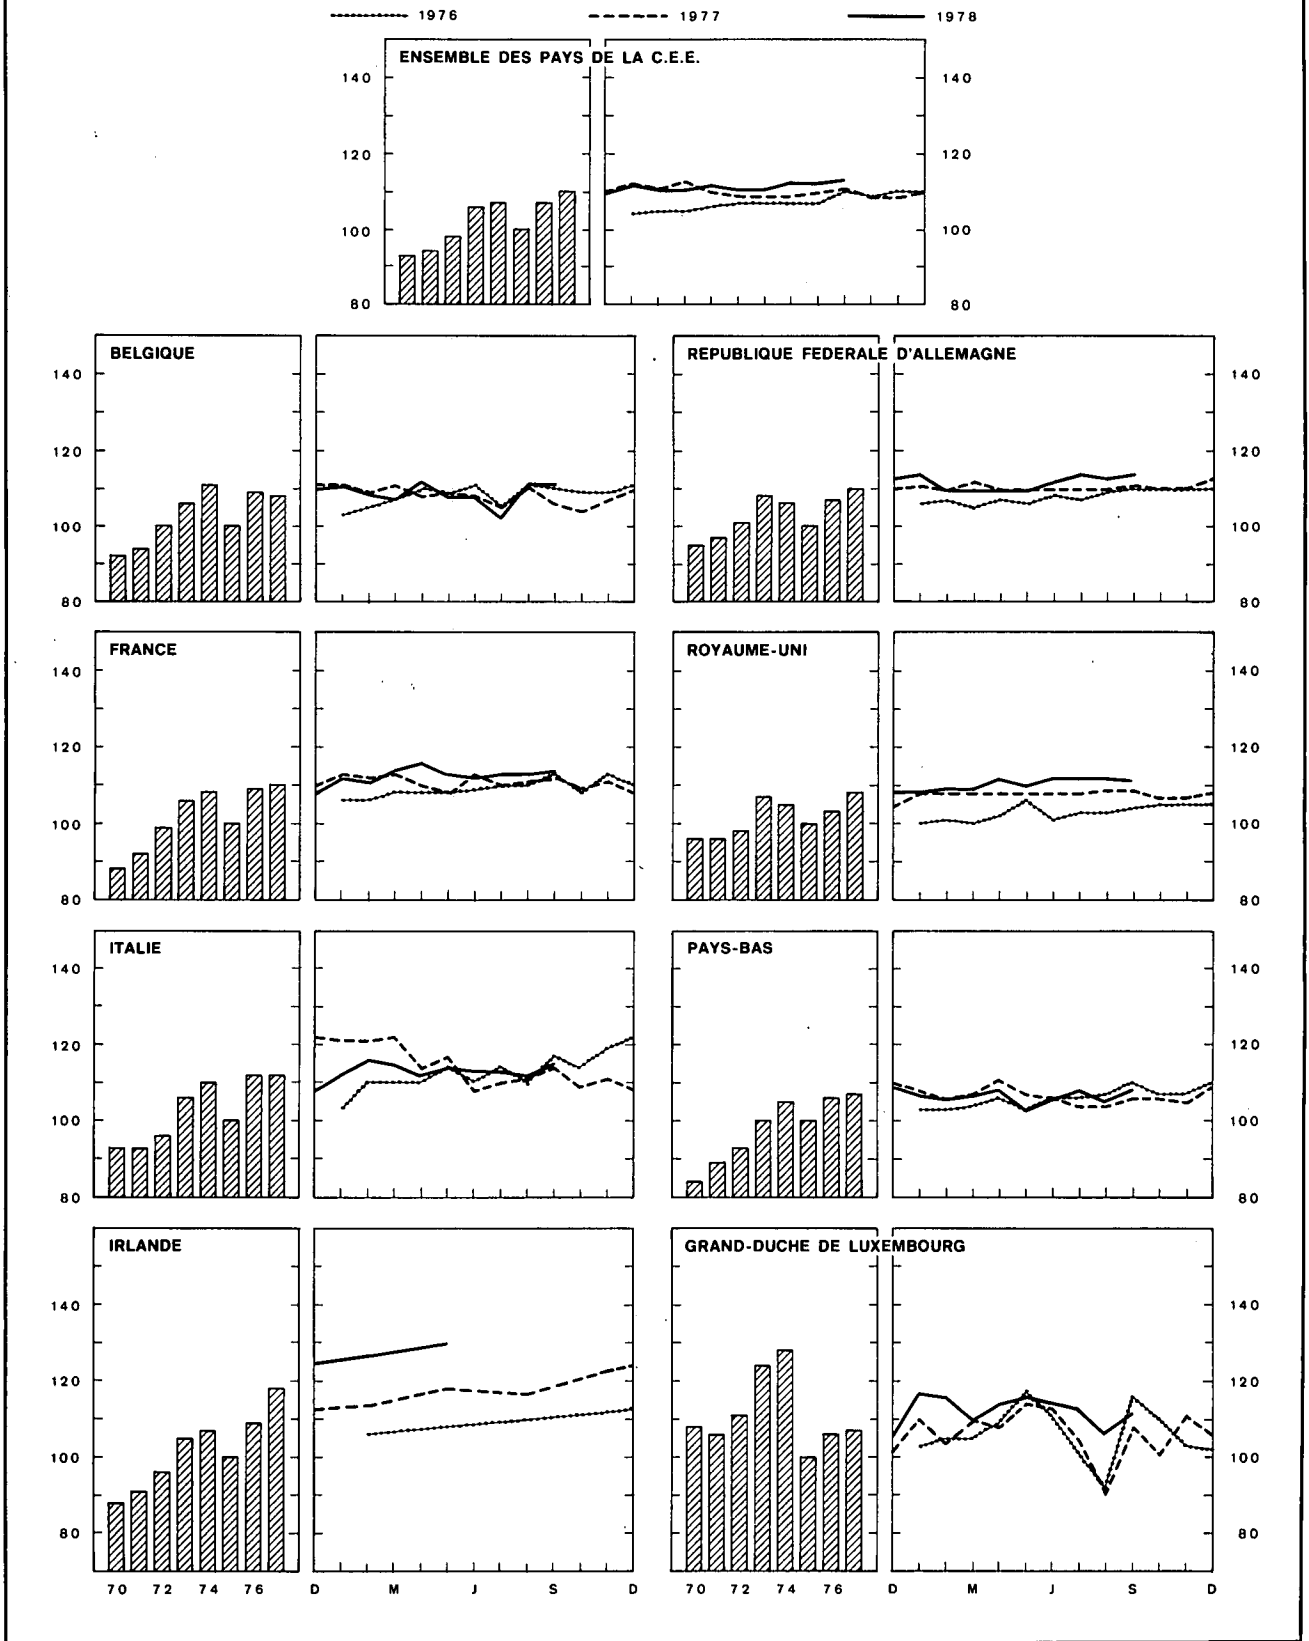 1976 1977 1978
ENSEMBLE DES PAYS DE LA C.E.E.
140 140
120 120
100 100
80 80
BELGIQUE REPUBLIQUE FEDERALE D'ALLEMAGNE
140 140
120 120
100 100
80 80
FRANCE ROYAUME-UNI
140 140
120 120
100 100
80 80
ITALIE PAYS-BAS
140 140
120 120
100 100
80 80
IRLANDE GRAND-DUCHE DE LUXEMBOURG
140 140
120 120
100 100
80 80
70 72 74 76 D M J S D 70 72 74 76 D M J S D